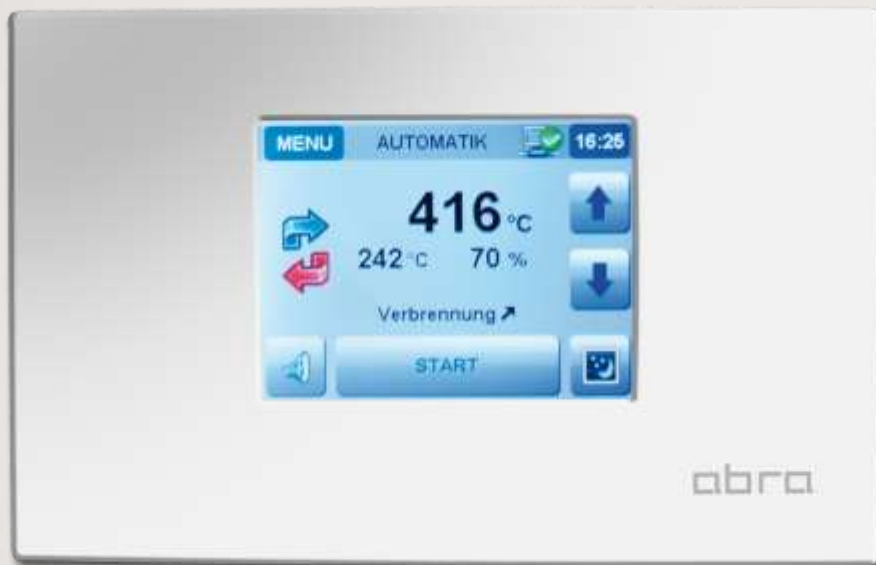 MENU AUTOMATIK 16:25
416 °C
242 °C 70 %
Verbrennung
START
abra